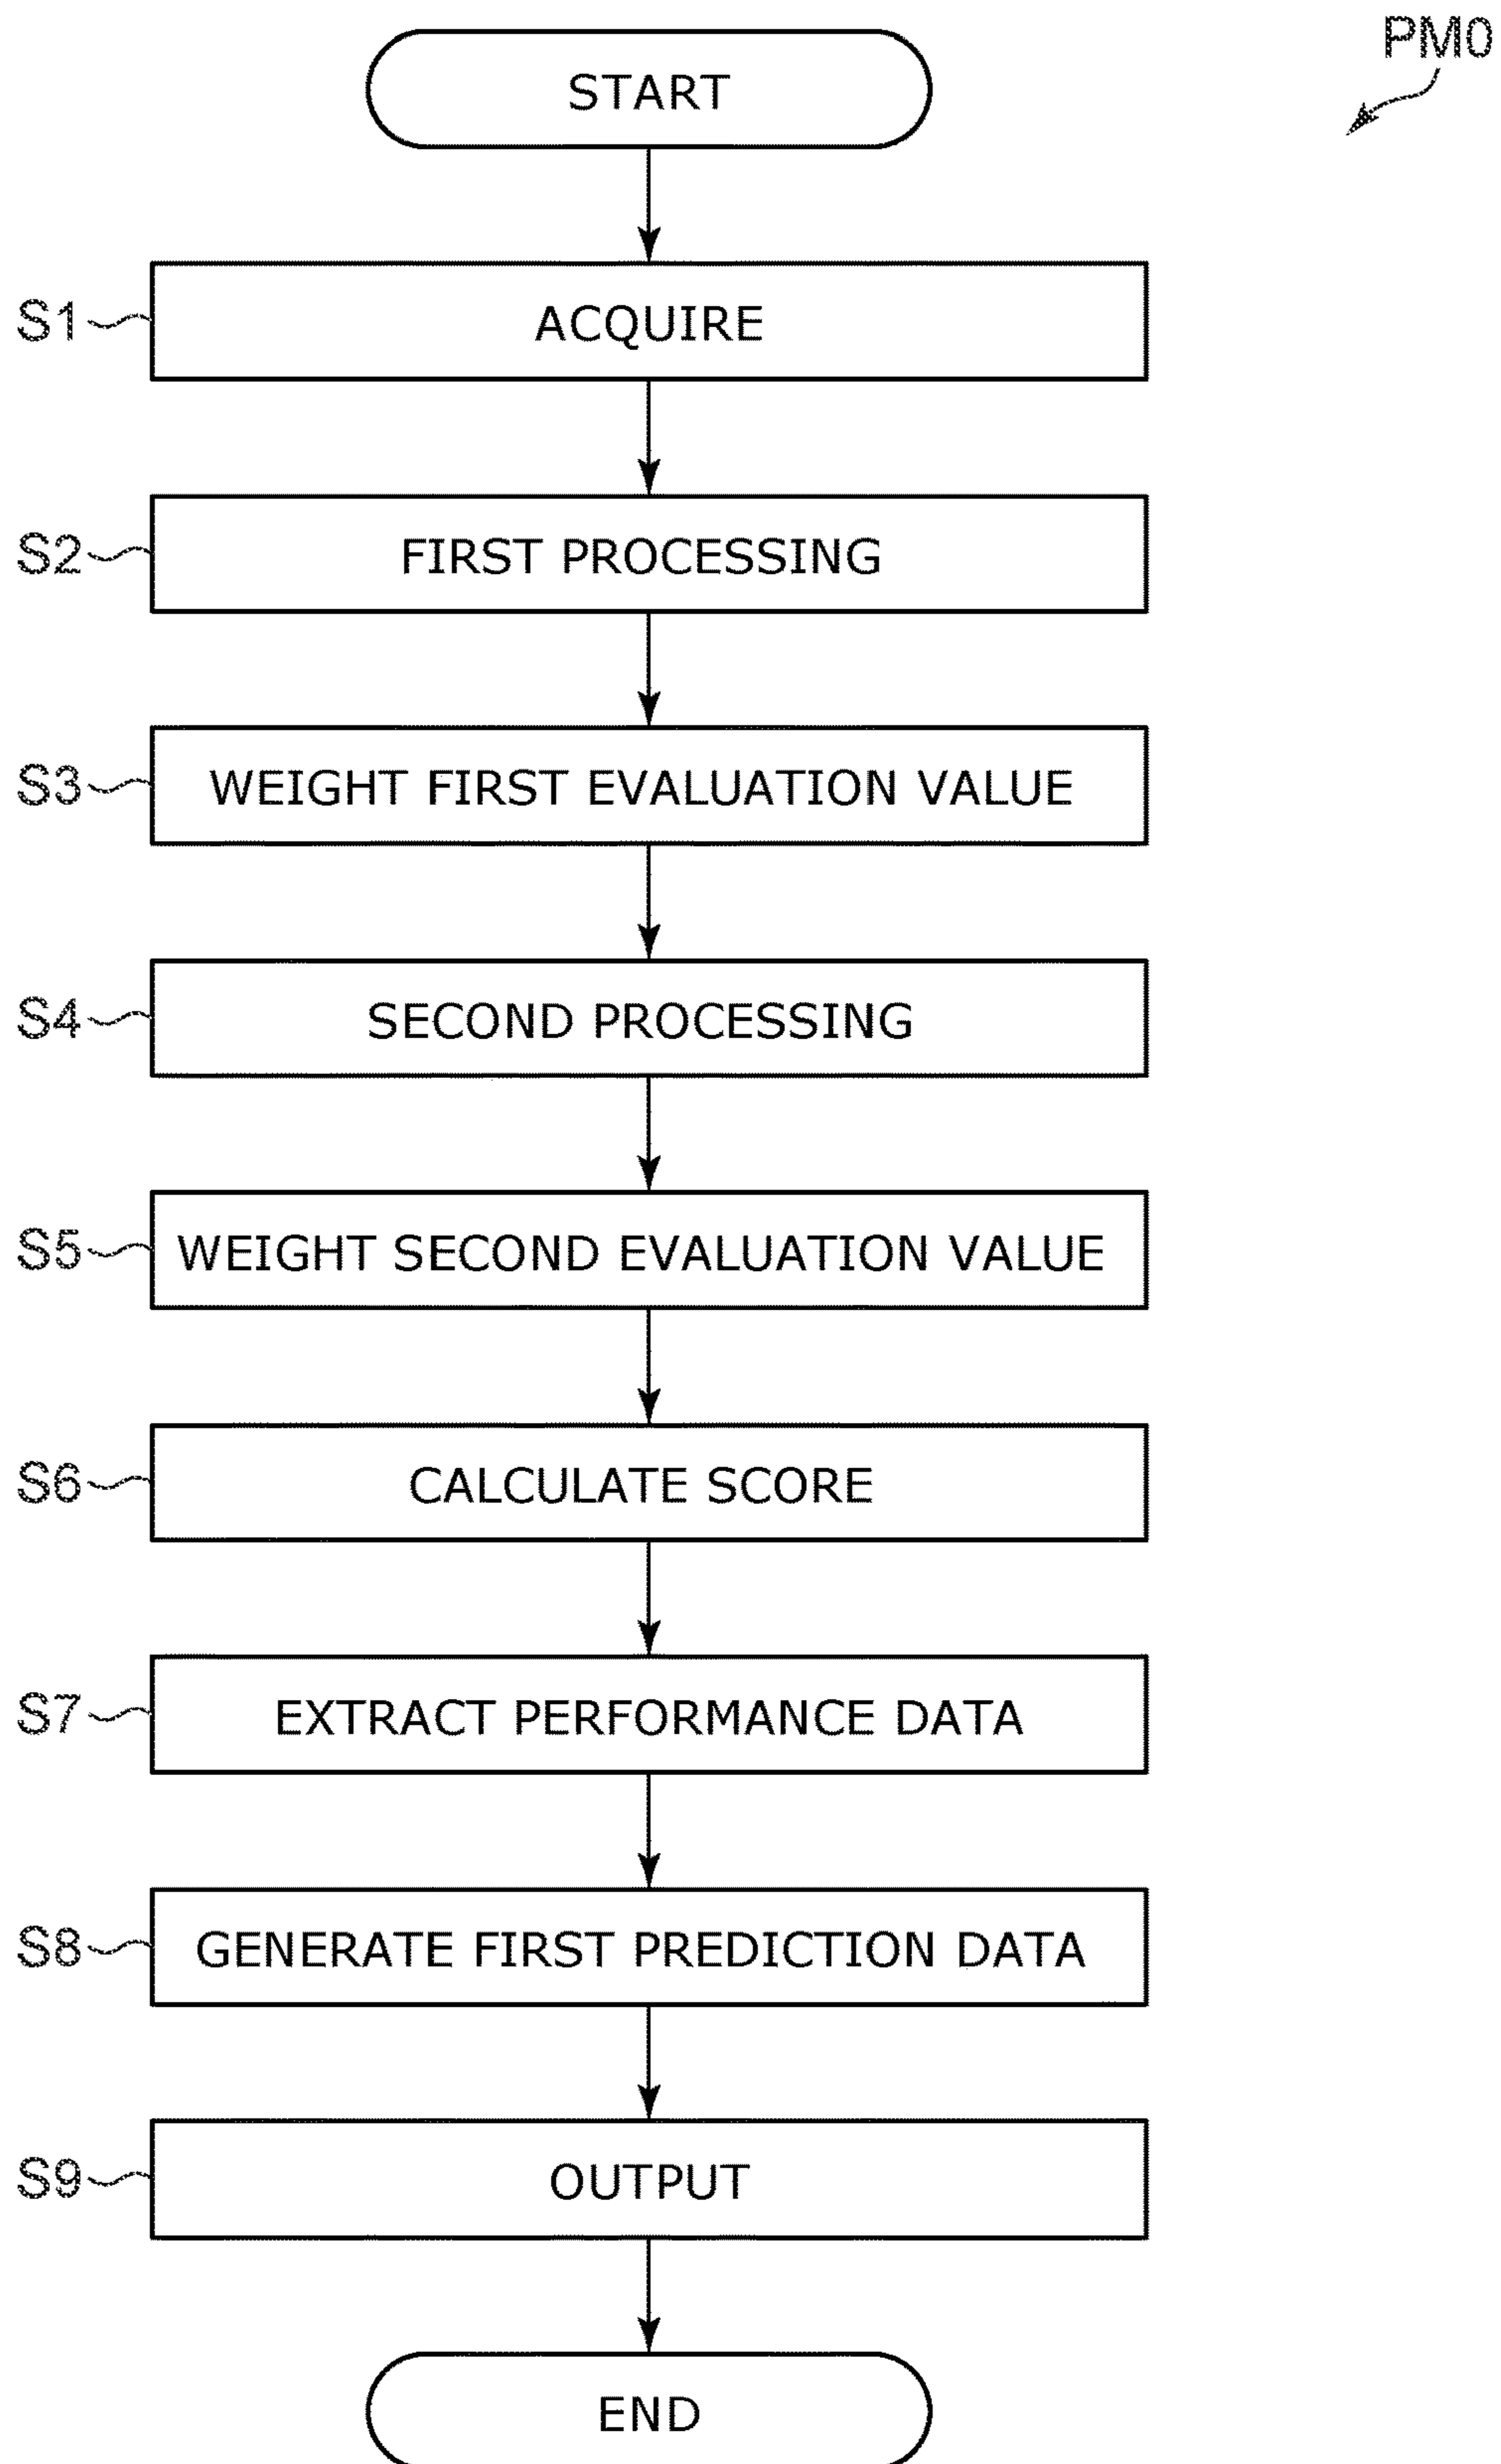 PM0
START
S1 ACQUIRE
S2 FIRST PROCESSING
S3 WEIGHT FIRST EVALUATION VALUE
S4 SECOND PROCESSING
S5 WEIGHT SECOND EVALUATION VALUE
S6 CALCULATE SCORE
S7 EXTRACT PERFORMANCE DATA
S8 GENERATE FIRST PREDICTION DATA
S9 OUTPUT
END